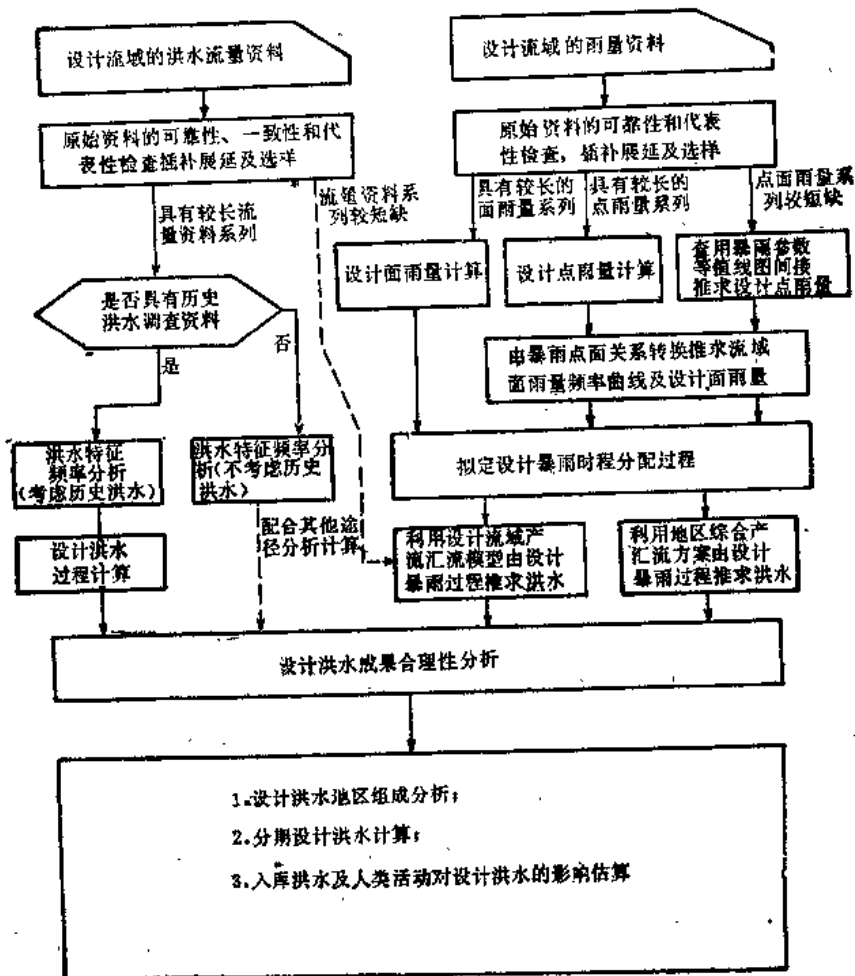 设计流域的洪水流量资料
设计流域的雨量资料
原始资料的可靠性、一致性和代
表性检查插补展延及选样
原始资料的可靠性和代表
性检查，插补展延及选样
具有较长流
量资料系列
流量资料系
列较短缺
具有较长的
面雨量系列
具有较长的
点雨量系列
点面雨量系
列较短缺
是否具有历史
洪水调查资料
是
否
设计面雨量计算
设计点雨量计算
查用暴雨参数
等值线图间接
推求设计点雨量
由暴雨点面关系转换推求流域
面雨量频率曲线及设计面雨量
洪水特征
频率分析
(考虑历史洪水)
洪水特征频率分
析(不考虑历史
洪水)
拟定设计暴雨时程分配过程
设计洪水
过程计算
配合其他途
径分析计算
利用设计流域产
流汇流模型由设计
暴雨过程推求洪水
利用地区综合产
汇流方案由设计
暴雨过程推求洪水
设计洪水成果合理性分析
1.设计洪水地区组成分析；
2.分期设计洪水计算；
3.入库洪水及人类活动对设计洪水的影响估算